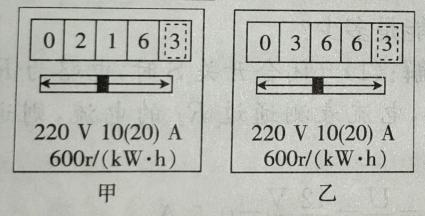 0 2 1 6 3
220 V 10(20) A
600r/(kW·h)
甲
0 3 6 6 3
220 V 10(20) A
600r/(kW·h)
乙